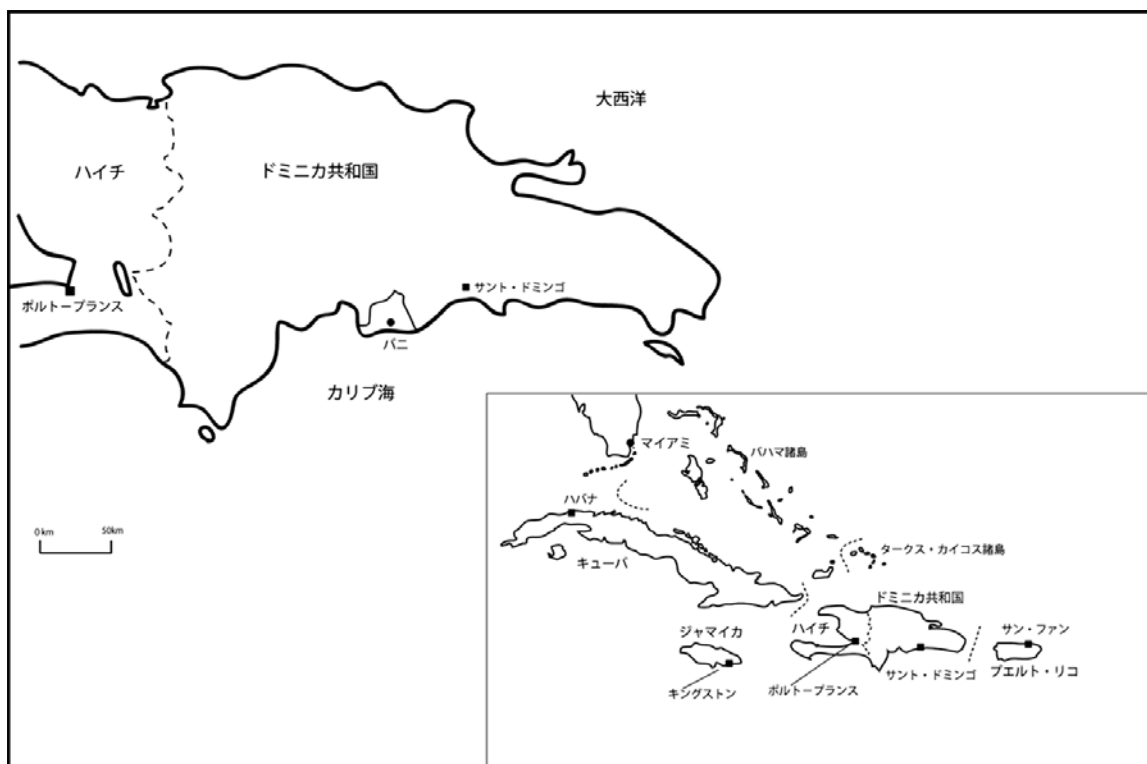 大西洋
ハイチ
ドミニカ共和国
ポルトープランス
サント・ドミンゴ
バニ
カリブ海
0 km
50km
マイアミ
バハマ諸島
ハバナ
キューバ
タークス・カイコス諸島
ドミニカ共和国
ジャマイカ
ハイチ
サン・ファン
キングストン
ポルトープランス
サント・ドミンゴ
プエルト・リコ